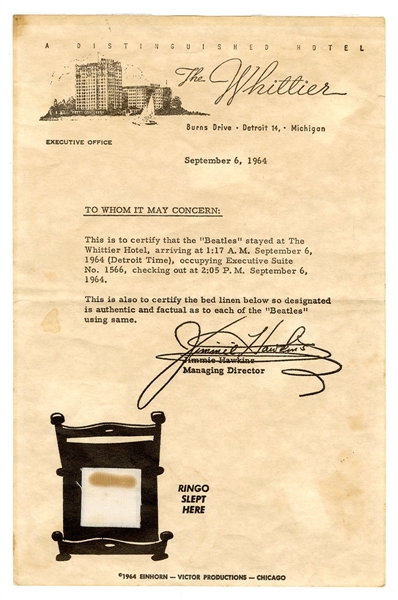 A DISTINGUISHED HOTEL
The Whittier
Burns Drive • Detroit 14, • Michigan
EXECUTIVE OFFICE
September 6, 1964
TO WHOM IT MAY CONCERN:
This is to certify that the "Beatles" stayed at The
Whittier Hotel, arriving at 1:17 A.M. September 6,
1964 (Detroit Time), occupying Executive Suite
No. 1566, checking out at 2:05 P.M. September 6,
1964.
This is also to certify the bed linen below so designated
is authentic and factual as to each of the "Beatles"
using same.
Jimmie Hawkins
Jimmie Hawkins
Managing Director
RINGO
SLEPT
HERE
©1964 EINHORN — VICTOR PRODUCTIONS — CHICAGO